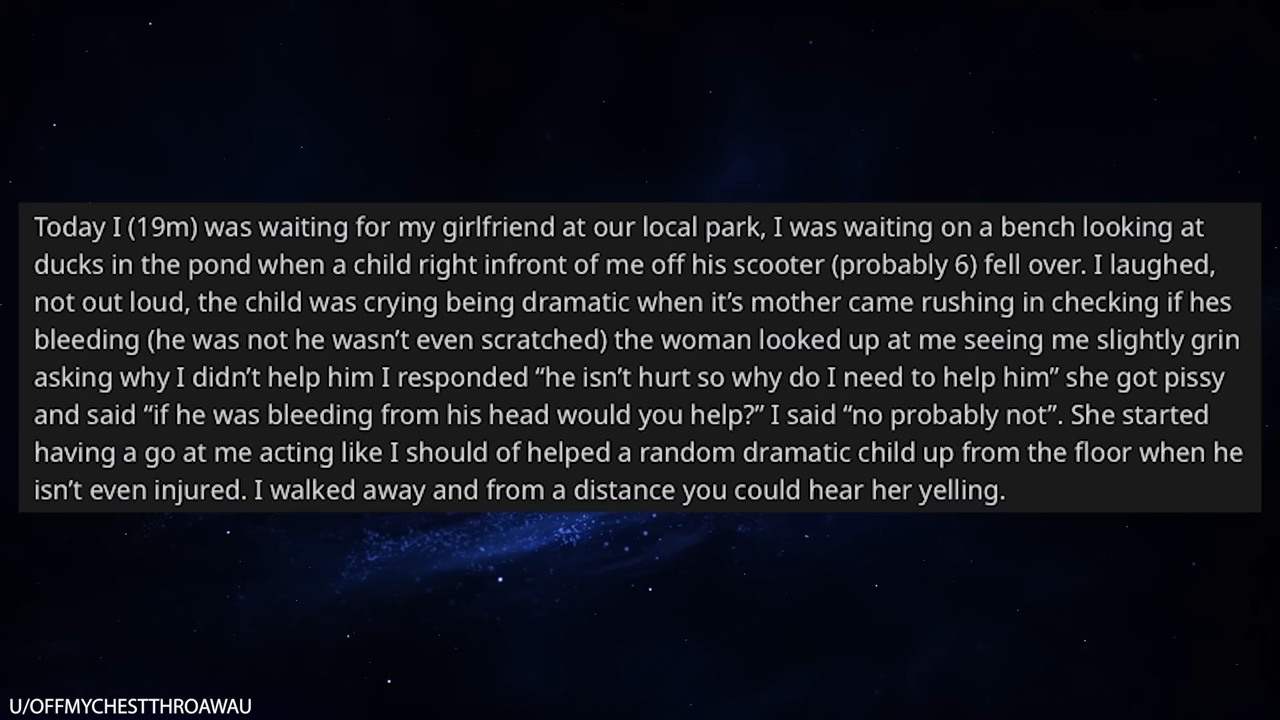 Today I (19m) was waiting for my girlfriend at our local park, I was waiting on a bench looking at
ducks in the pond when a child right infront of me off his scooter (probably 6) fell over. I laughed,
not out loud, the child was crying being dramatic when it’s mother came rushing in checking if hes
bleeding (he was not he wasn’t even scratched) the woman looked up at me seeing me slightly grin
asking why I didn’t help him I responded “he isn’t hurt so why do I need to help him” she got pissy
and said “if he was bleeding from his head would you help?” I said “no probably not”. She started
having a go at me acting like I should of helped a random dramatic child up from the floor when he
isn’t even injured. I walked away and from a distance you could hear her yelling.
U/OFFMYCHESTTHROAWAU